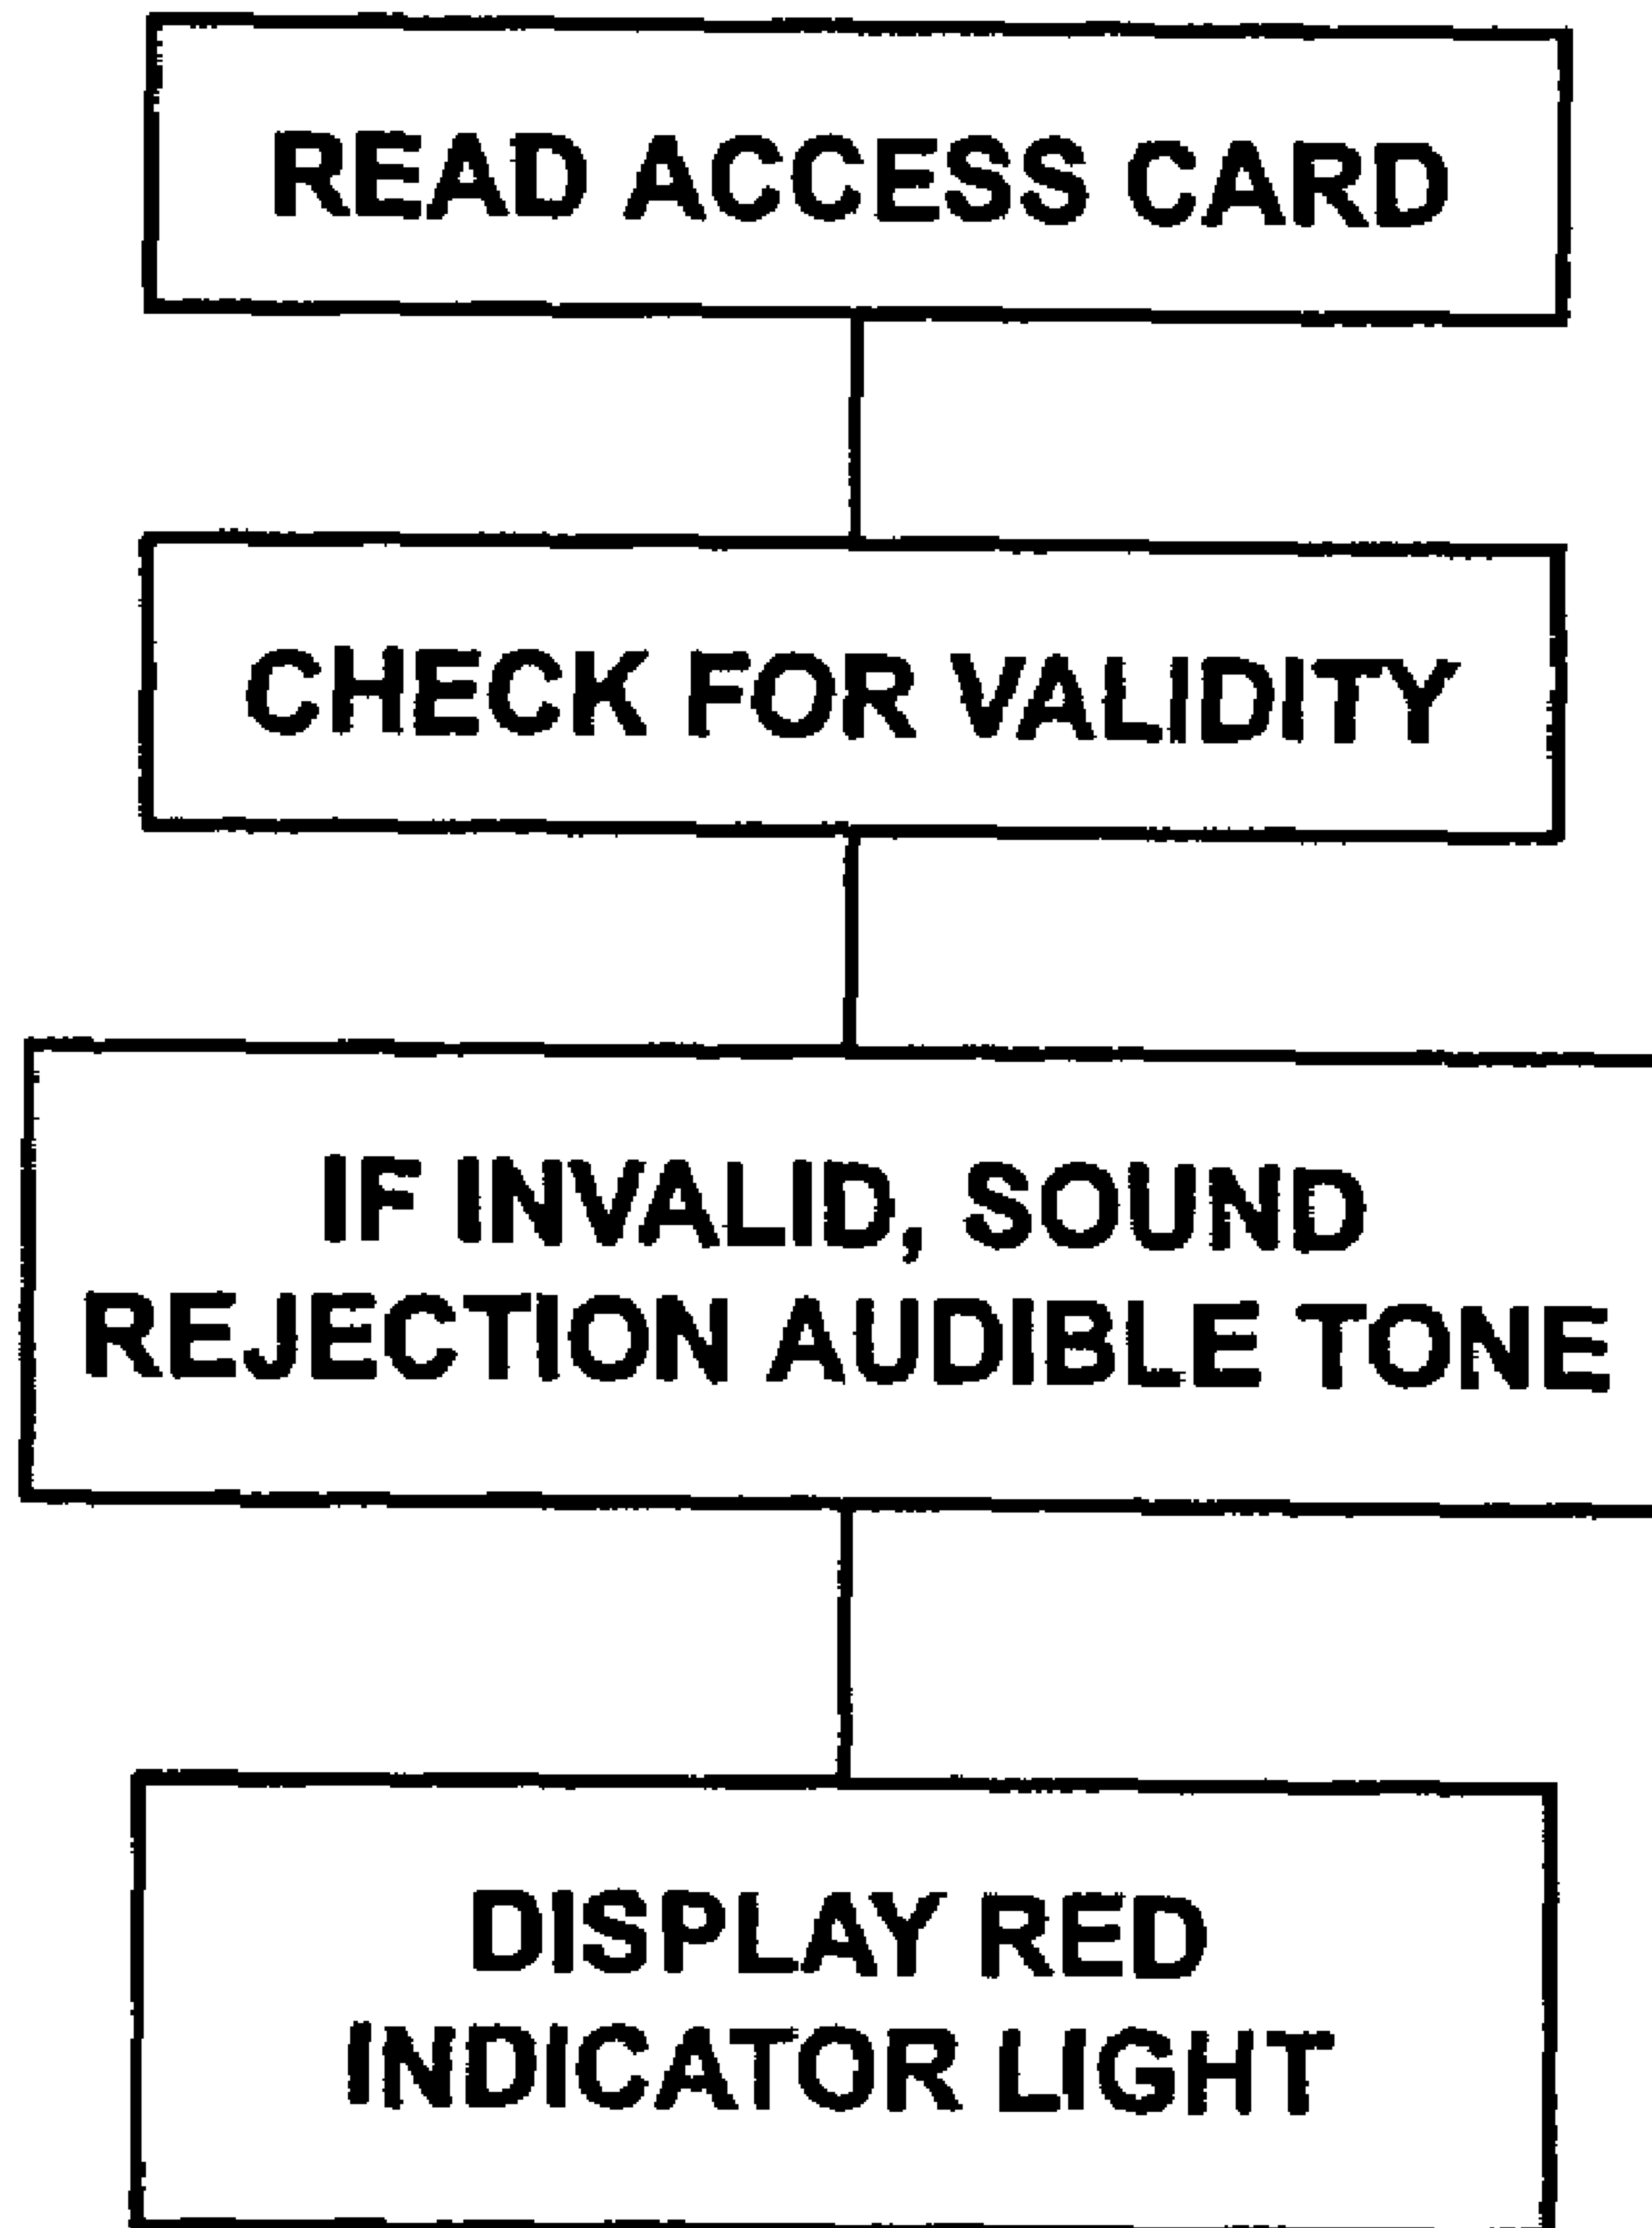 READ ACCESS CARD
CHECK FOR VALIDITY
IF INVALID, SOUND
REJECTION AUDIBLE TONE
DISPLAY RED
INDICATOR LIGHT